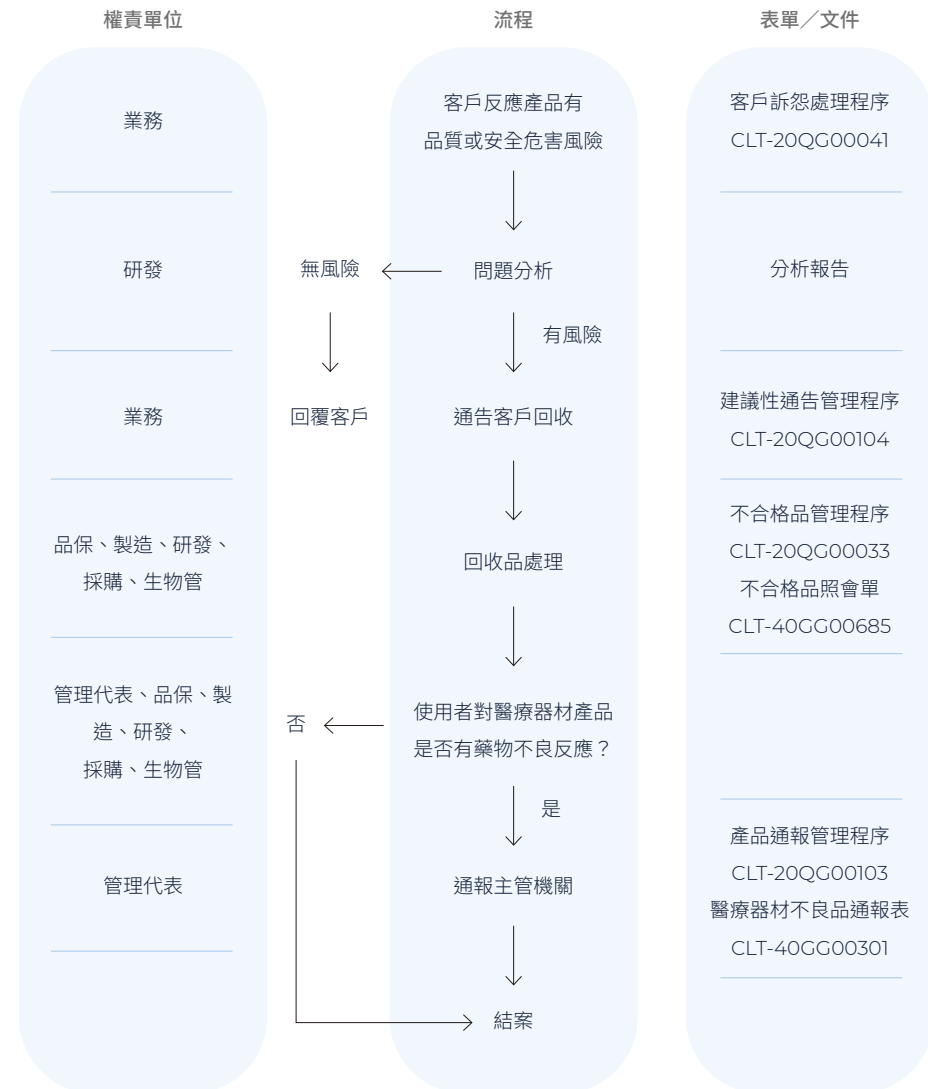 權責單位
流程
表單／文件
業務
客戶反應產品有
品質或安全危害風險
客戶訴怨處理程序
CLT-20QG00041
研發
無風險
問題分析
分析報告
有風險
業務
回覆客戶
通告客戶回收
建議性通告管理程序
CLT-20QG00104
品保、製造、研發、
採購、生物管
回收品處理
不合格品管理程序
CLT-20QG00033
不合格品照會單
CLT-40GG00685
管理代表、品保、製
造、研發、
採購、生物管
否
使用者對醫療器材產品
是否有藥物不良反應？
是
管理代表
通報主管機關
產品通報管理程序
CLT-20QG00103
醫療器材不良品通報表
CLT-40GG00301
結案